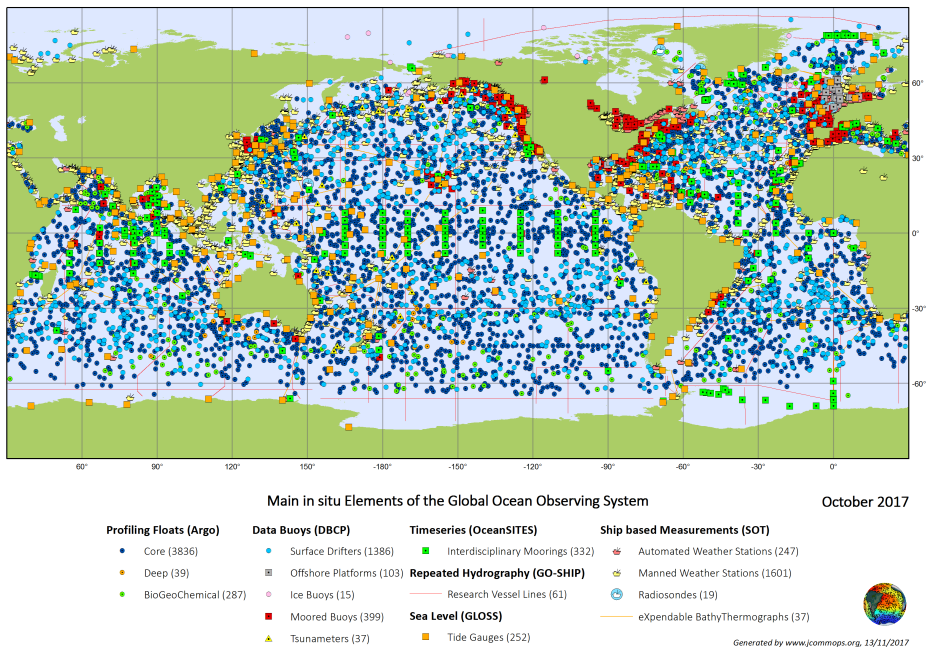 60°
30°
0°
-30°
-60°
60° 90° 120° 150° -180° -150° -120° -90° -60° -30° 0°
Main in situ Elements of the Global Ocean Observing System
October 2017
Profiling Floats (Argo)
Core (3836)
Deep (39)
BioGeoChemical (287)
Data Buoys (DBCP)
Surface Drifters (1386)
Offshore Platforms (103)
Ice Buoys (15)
Moored Buoys (399)
Tsunameters (37)
Timeseries (OceanSITES)
Interdisciplinary Moorings (332)
Repeated Hydrography (GO-SHIP)
Research Vessel Lines (61)
Sea Level (GLOSS)
Tide Gauges (252)
Ship based Measurements (SOT)
Automated Weather Stations (247)
Manned Weather Stations (1601)
Radiosondes (19)
eXpendable BathyThermographs (37)
Generated by www.jcommops.org, 13/11/2017